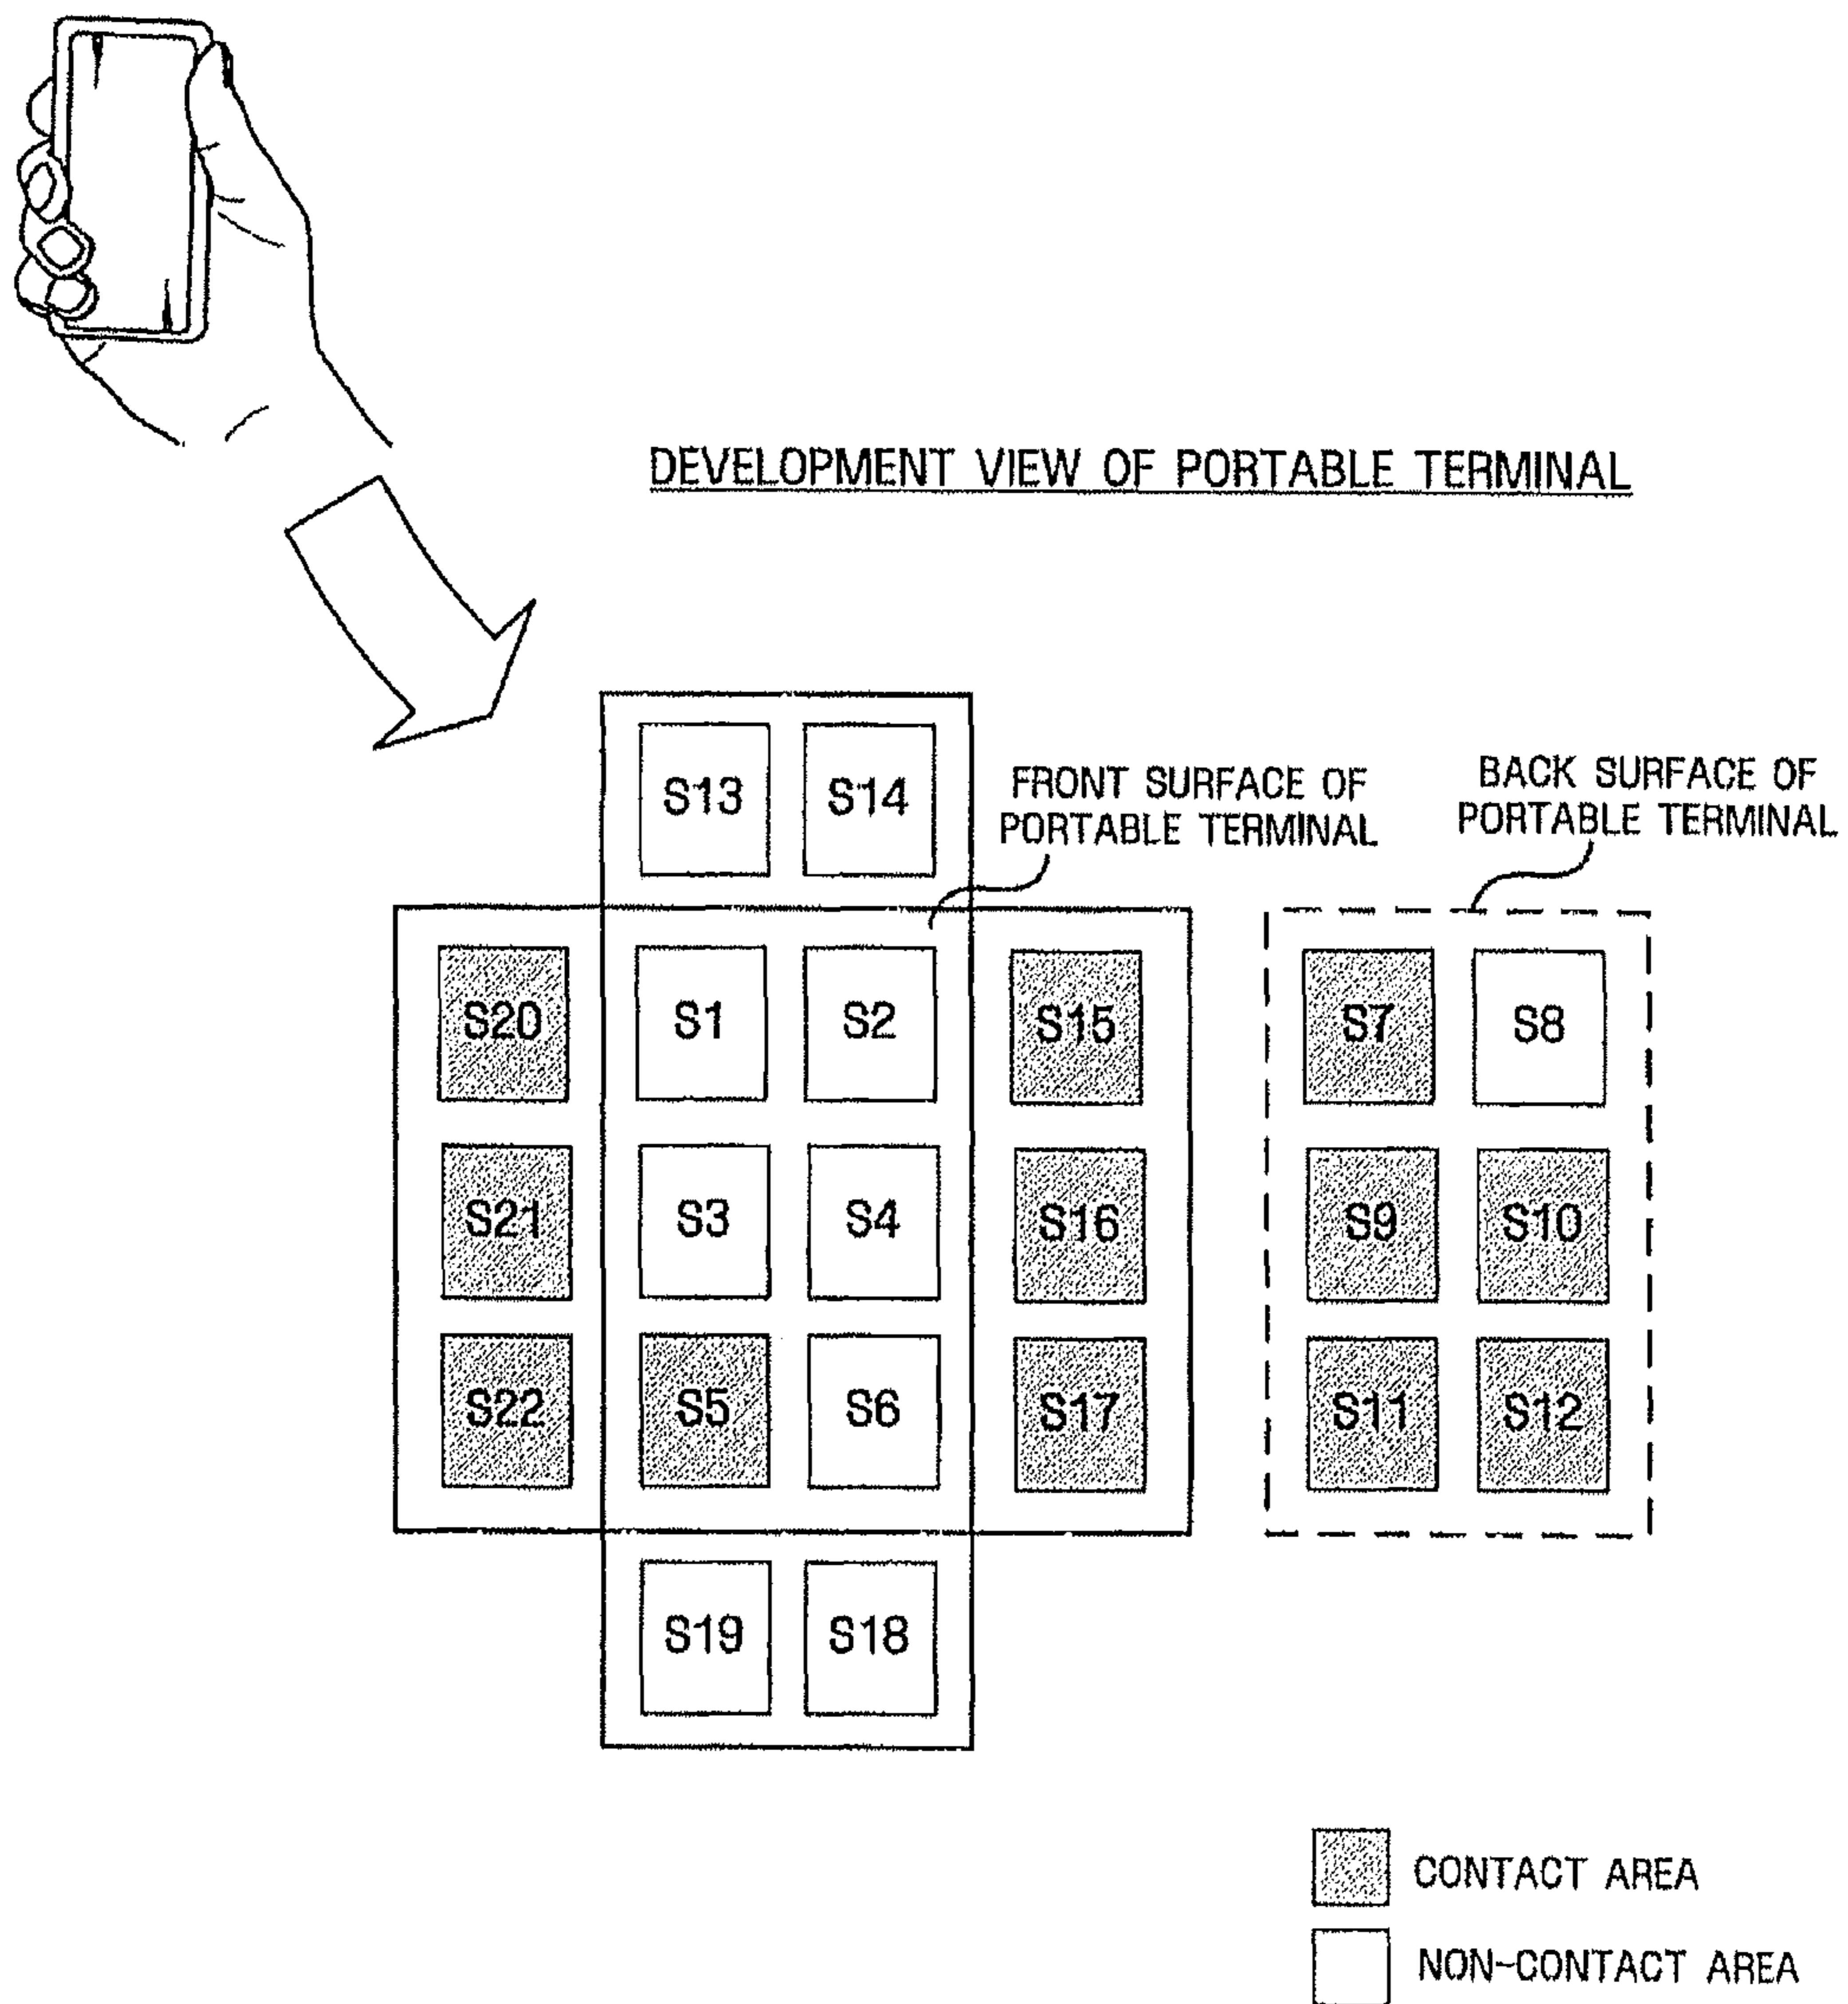 DEVELOPMENT VIEW OF PORTABLE TERMINAL
S13 S14
FRONT SURFACE OF
PORTABLE TERMINAL
BACK SURFACE OF
PORTABLE TERMINAL
S20 S1 S2 S15 S7 S8
S21 S3 S4 S16 S9 S10
S22 S5 S6 S17 S11 S12
S19 S18
CONTACT AREA
NON-CONTACT AREA